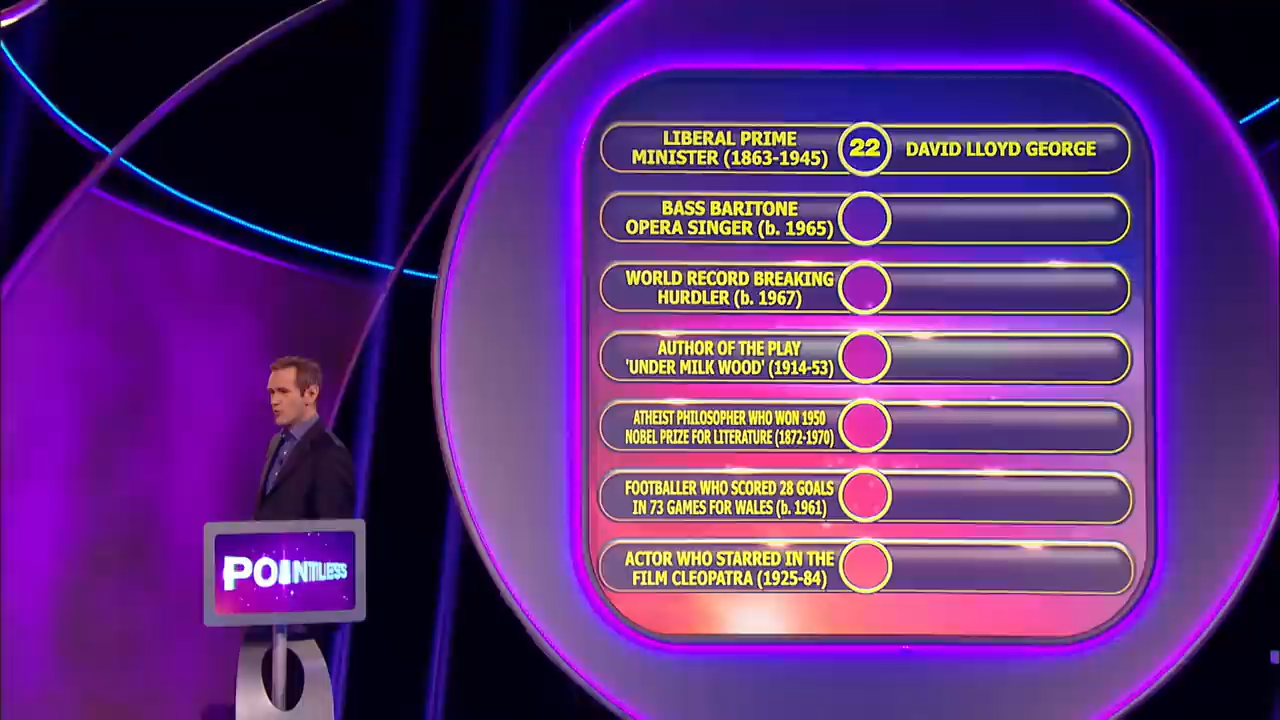 LIBERAL PRIME
MINISTER (1863-1945)
22
DAVID LLOYD GEORGE
BASS BARITONE
OPERA SINGER (b. 1965)
WORLD RECORD BREAKING
HURDLER (b. 1967)
AUTHOR OF THE PLAY
'UNDER MILK WOOD' (1914-53)
ATHEIST PHILOSOPHER WHO WON 1950
NOBEL PRIZE FOR LITERATURE (1872-1970)
FOOTBALLER WHO SCORED 28 GOALS
IN 73 GAMES FOR WALES (b. 1961)
ACTOR WHO STARRED IN THE
FILM CLEOPATRA (1925-84)
POINTLESS